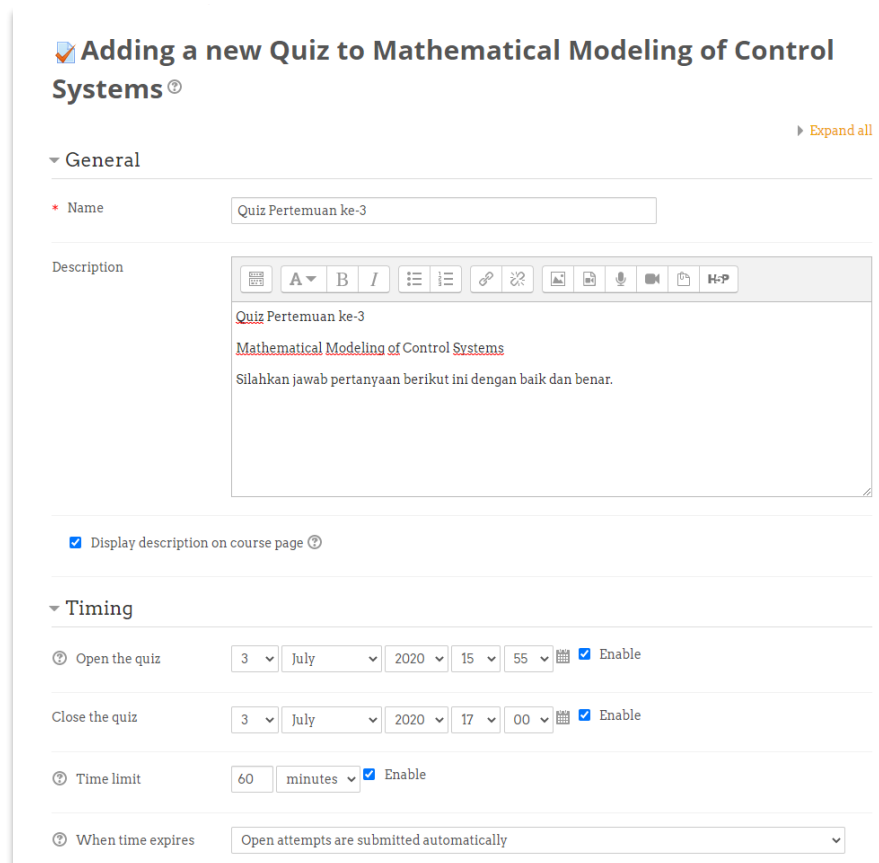 Adding a new Quiz to Mathematical Modeling of Control
Systems
Expand all
General
* Name
Quiz Pertemuan ke-3
Description
A B I H-P
Quiz Pertemuan ke-3
Mathematical Modeling of Control Systems
Silahkan jawab pertanyaan berikut ini dengan baik dan benar.
Display description on course page
Timing
Open the quiz 3 July 2020 15 55 Enable
Close the quiz 3 July 2020 17 00 Enable
Time limit 60 minutes Enable
When time expires Open attempts are submitted automatically